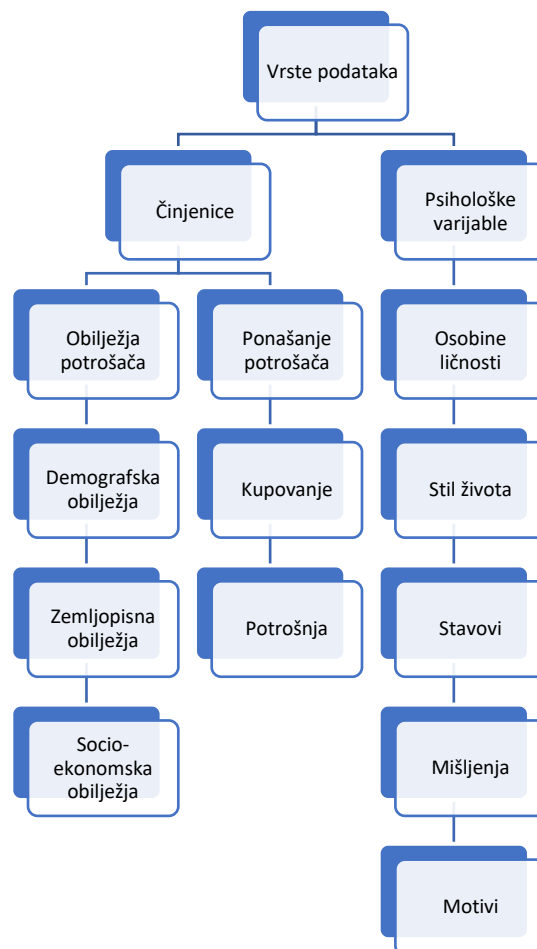 Vrste podataka
Činjenice
Psihološke
varijable
Obilježja
potrošača
Ponašanje
potrošača
Osobine
ličnosti
Demografska
obilježja
Kupovanje
Stil života
Zemljopisna
obilježja
Potrošnja
Stavovi
Socio-
ekonomska
obilježja
Mišljenja
Motivi